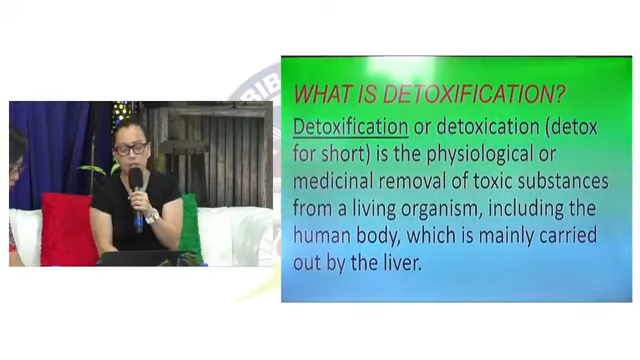 WHAT IS DETOXIFICATION?
Detoxification or detoxication (detox
for short) is the physiological or
medicinal removal of toxic substances
from a living organism, including the
human body, which is mainly carried
out by the liver.